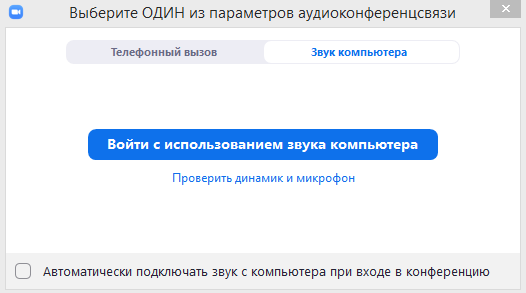 Выберите ОДИН из параметров аудиоконференцсвязи
Телефонный вызов
Звук компьютера
Войти с использованием звука компьютера
Проверить динамик и микрофон
Автоматически подключать звук с компьютера при входе в конференцию